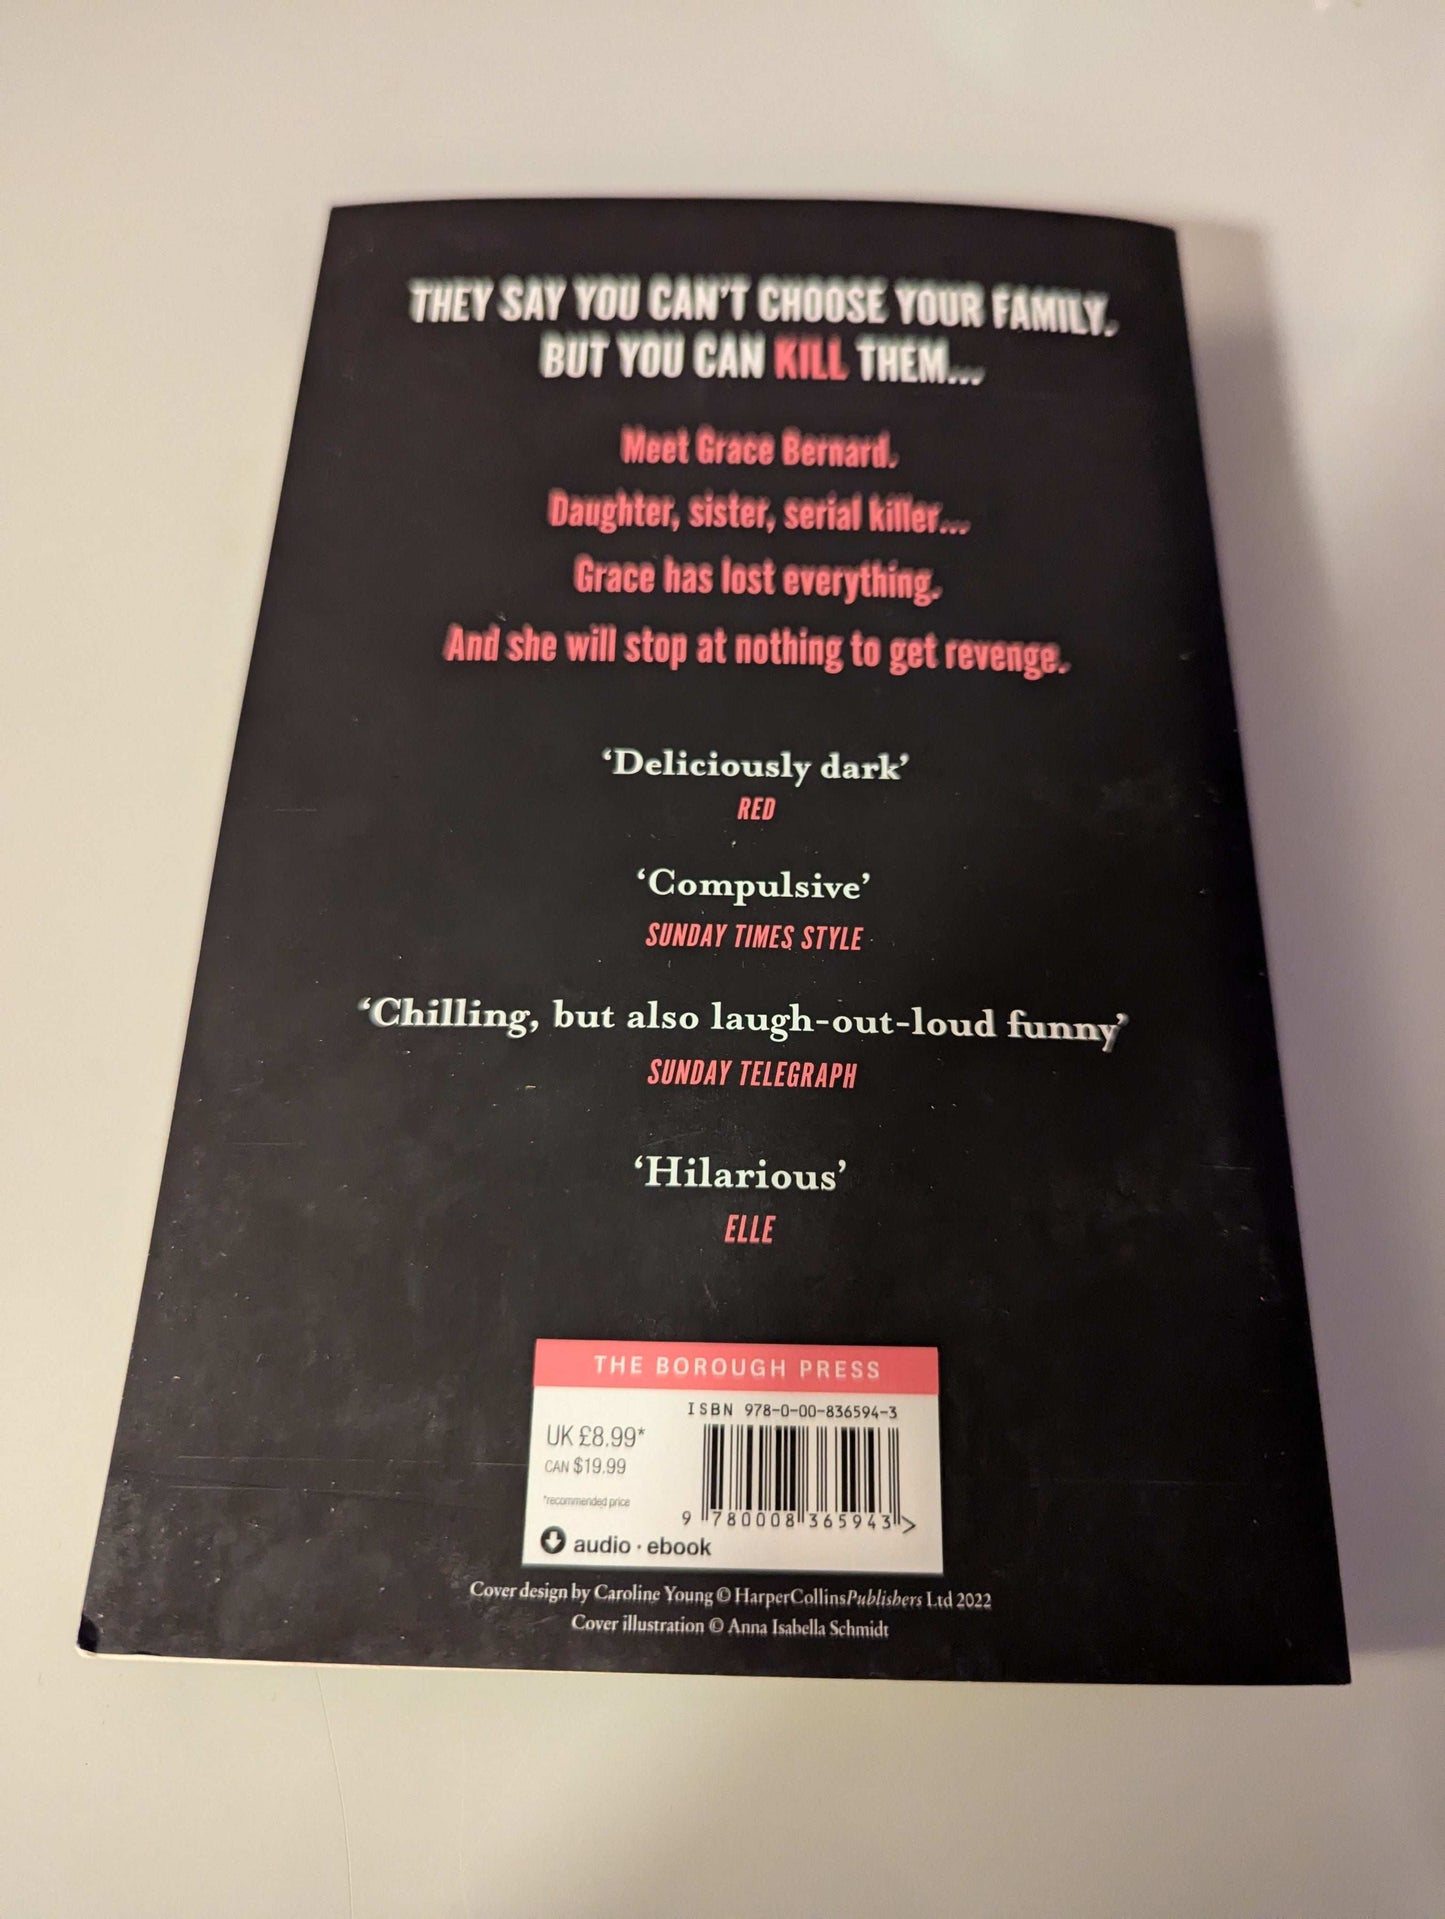 THEY SAY YOU CAN'T CHOOSE YOUR FAMILY.
BUT YOU CAN KILL THEM...
Meet Grace Bernard.
Daughter, sister, serial killer...
Grace has lost everything.
And she will stop at nothing to get revenge.
‘Deliciously dark’
RED
‘Compulsive’
SUNDAY TIMES STYLE
‘Chilling, but also laugh-out-loud funny’
SUNDAY TELEGRAPH
‘Hilarious’
ELLE
THE BOROUGH PRESS
ISBN 978-0-00-836594-3
UK £8.99*
CAN $19.99
*recommended price
9 780008 365943 >
audio · ebook
Cover design by Caroline Young © HarperCollinsPublishers Ltd 2022
Cover illustration © Anna Isabella Schmidt